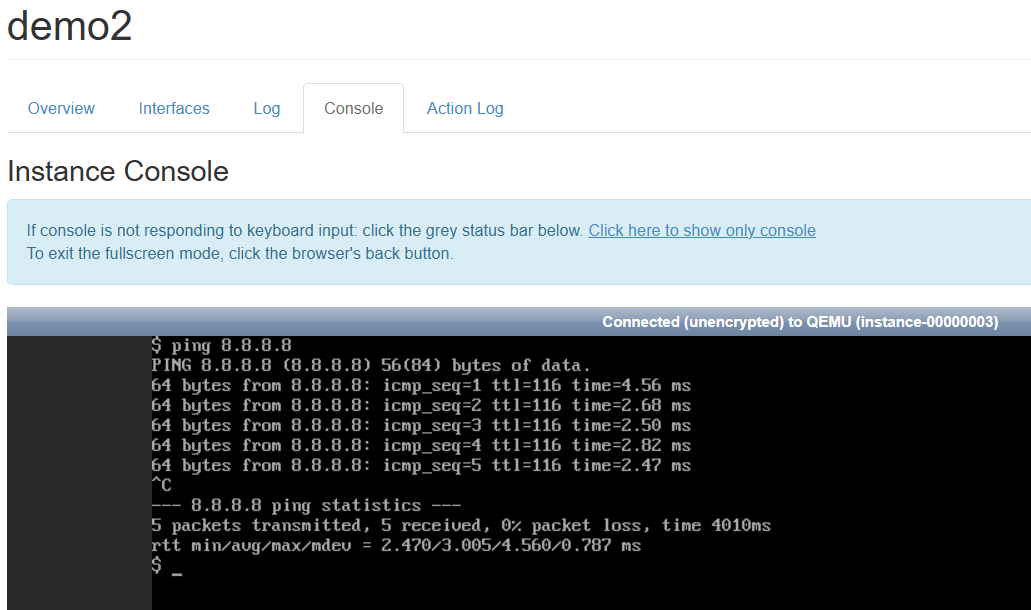 demo2
Overview Interfaces Log Console Action Log
Instance Console
If console is not responding to keyboard input: click the grey status bar below. Click here to show only console
To exit the fullscreen mode, click the browser's back button.
Connected (unencrypted) to QEMU (instance-00000003)
$ ping 8.8.8.8
PING 8.8.8.8 (8.8.8.8) 56(84) bytes of data.
64 bytes from 8.8.8.8: icmp_seq=1 ttl=116 time=4.56 ms
64 bytes from 8.8.8.8: icmp_seq=2 ttl=116 time=2.68 ms
64 bytes from 8.8.8.8: icmp_seq=3 ttl=116 time=2.50 ms
64 bytes from 8.8.8.8: icmp_seq=4 ttl=116 time=2.82 ms
64 bytes from 8.8.8.8: icmp_seq=5 ttl=116 time=2.47 ms
^C
--- 8.8.8.8 ping statistics ---
5 packets transmitted, 5 received, 0% packet loss, time 4010ms
rtt min/avg/max/mdev = 2.470/3.005/4.560/0.787 ms
$ _